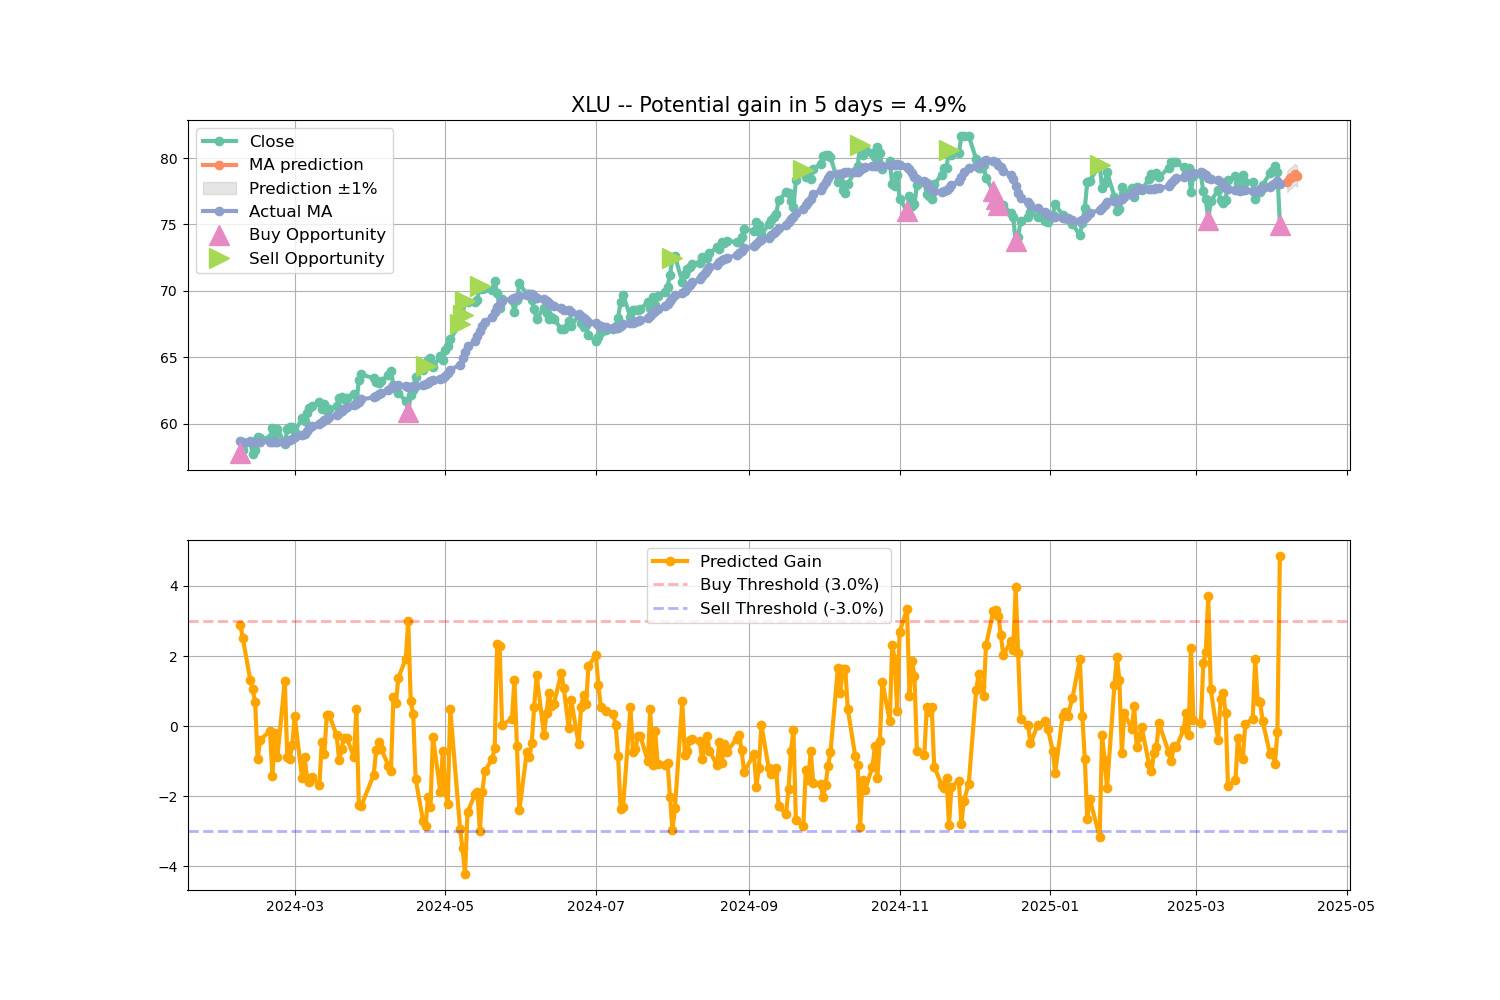 XLU -- Potential gain in 5 days = 4.9%
Close
MA prediction
Prediction ±1%
Actual MA
Buy Opportunity
Sell Opportunity
80
75
70
65
60
Predicted Gain
Buy Threshold (3.0%)
Sell Threshold (-3.0%)
4
2
0
−2
−4
2024-03 2024-05 2024-07 2024-09 2024-11 2025-01 2025-03 2025-05